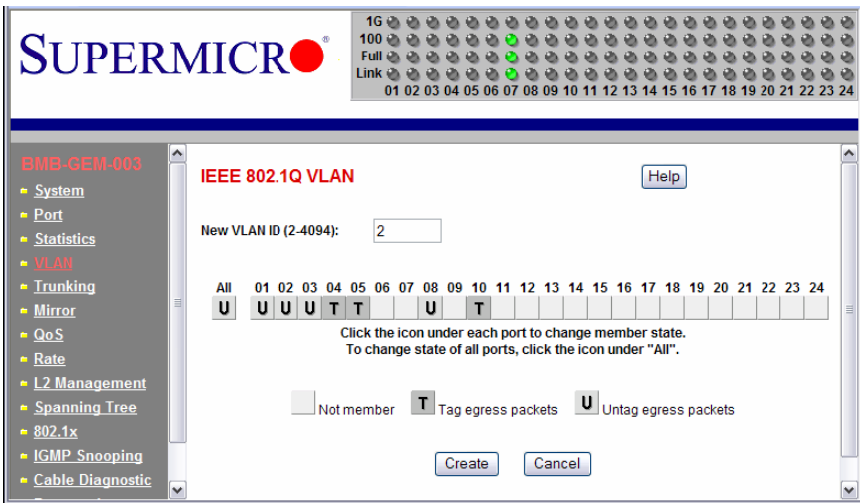 SUPERMICRO®
1G
100
Full
Link
01 02 03 04 05 06 07 08 09 10 11 12 13 14 15 16 17 18 19 20 21 22 23 24
BMB-GEM-003
System
Port
Statistics
VLAN
Trunking
Mirror
QoS
Rate
L2 Management
Spanning Tree
802.1x
IGMP Snooping
Cable Diagnostic
IEEE 802.1Q VLAN
Help
New VLAN ID (2-4094): 2
All 01 02 03 04 05 06 07 08 09 10 11 12 13 14 15 16 17 18 19 20 21 22 23 24
U U U U T T U T
Click the icon under each port to change member state.
To change state of all ports, click the icon under "All".
Not member T Tag egress packets U Untag egress packets
Create Cancel